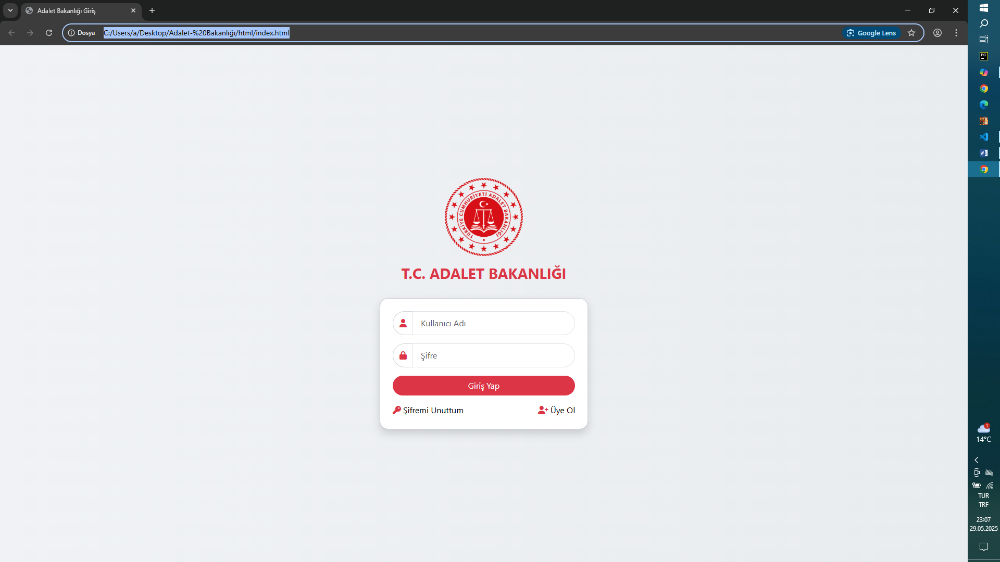 Adalet Bakanlığı Giriş
Dosya
C:/Users/a/Desktop/Adalet-%20Bakanlığı/html/index.html
Google Lens
TÜRKİYE CUMHURİYETİ ADALET BAKANLIĞI
T.C. ADALET BAKANLIĞI
Kullanıcı Adı
Şifre
Giriş Yap
Şifremi Unuttum
Üye Ol
PC
W
1
14°C
TUR
TRF
23:07
29.05.2025